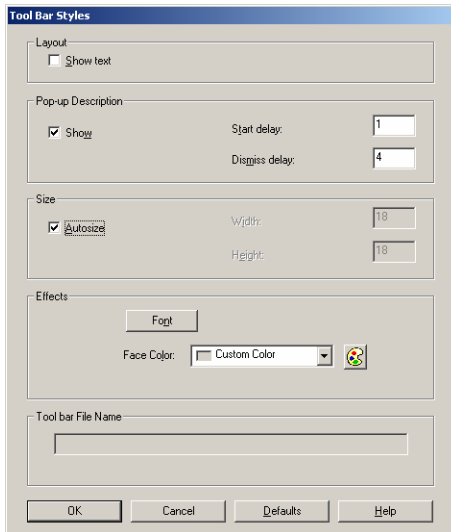 Tool Bar Styles
Layout
Show text
Pop-up Description
Show
Start delay: 1
Dismiss delay: 4
Size
Autosize
Width: 18
Height: 18
Effects
Font
Face Color: Custom Color
Tool bar File Name
OK Cancel Defaults Help